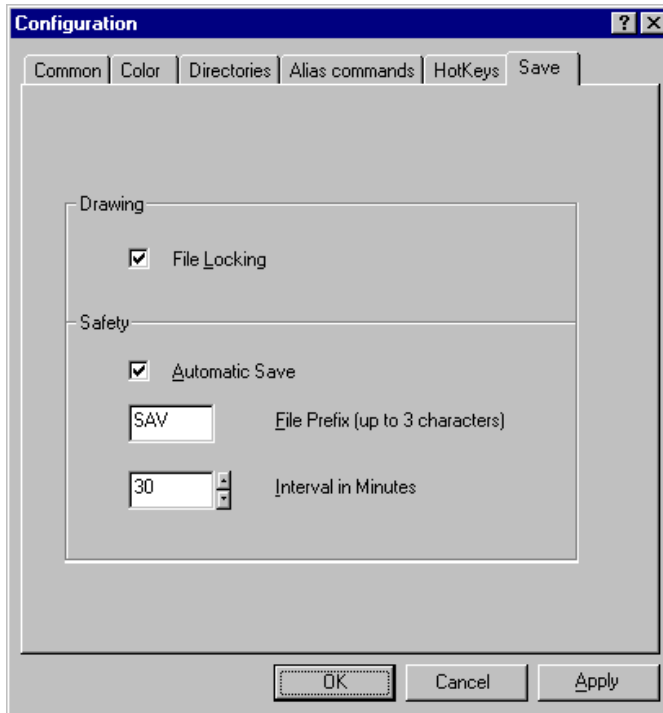 Configuration
Common Color Directories Alias commands HotKeys Save
Drawing
File Locking
Safety
Automatic Save
SAV File Prefix (up to 3 characters)
30 Interval in Minutes
OK Cancel Apply